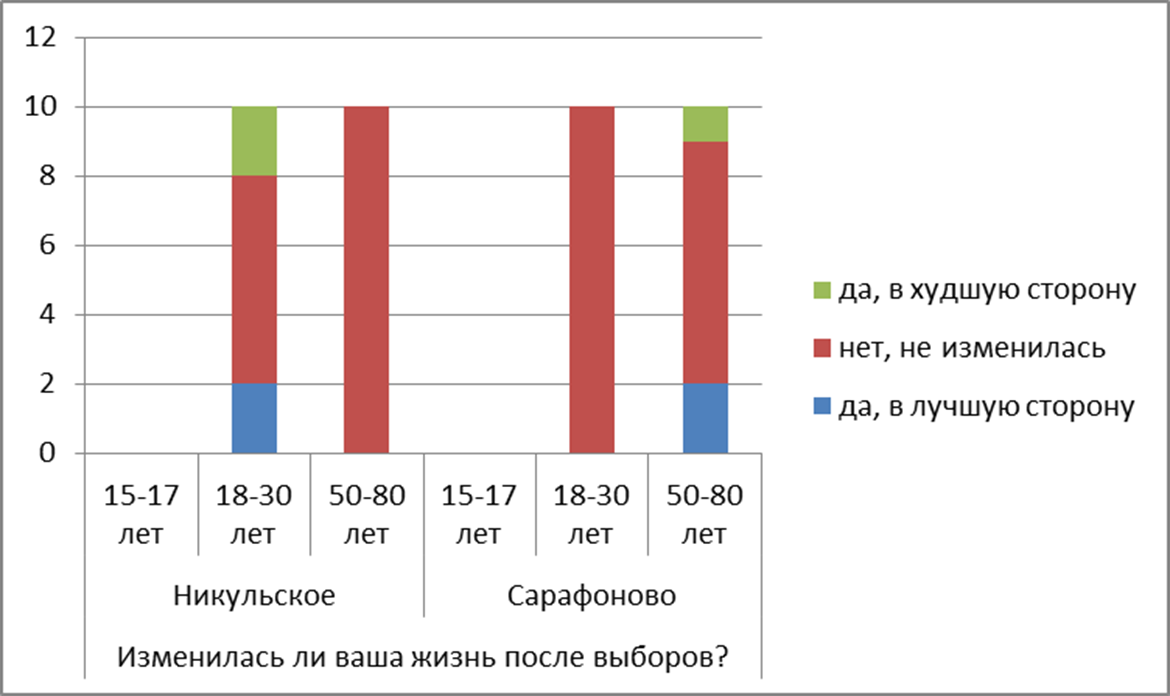 12
10
8
6
4
2
0
15-17 лет
18-30 лет
50-80 лет
15-17 лет
18-30 лет
50-80 лет
Никульское
Сарафоново
Изменилась ли ваша жизнь после выборов?
да, в худшую сторону
нет, не изменилась
да, в лучшую сторону